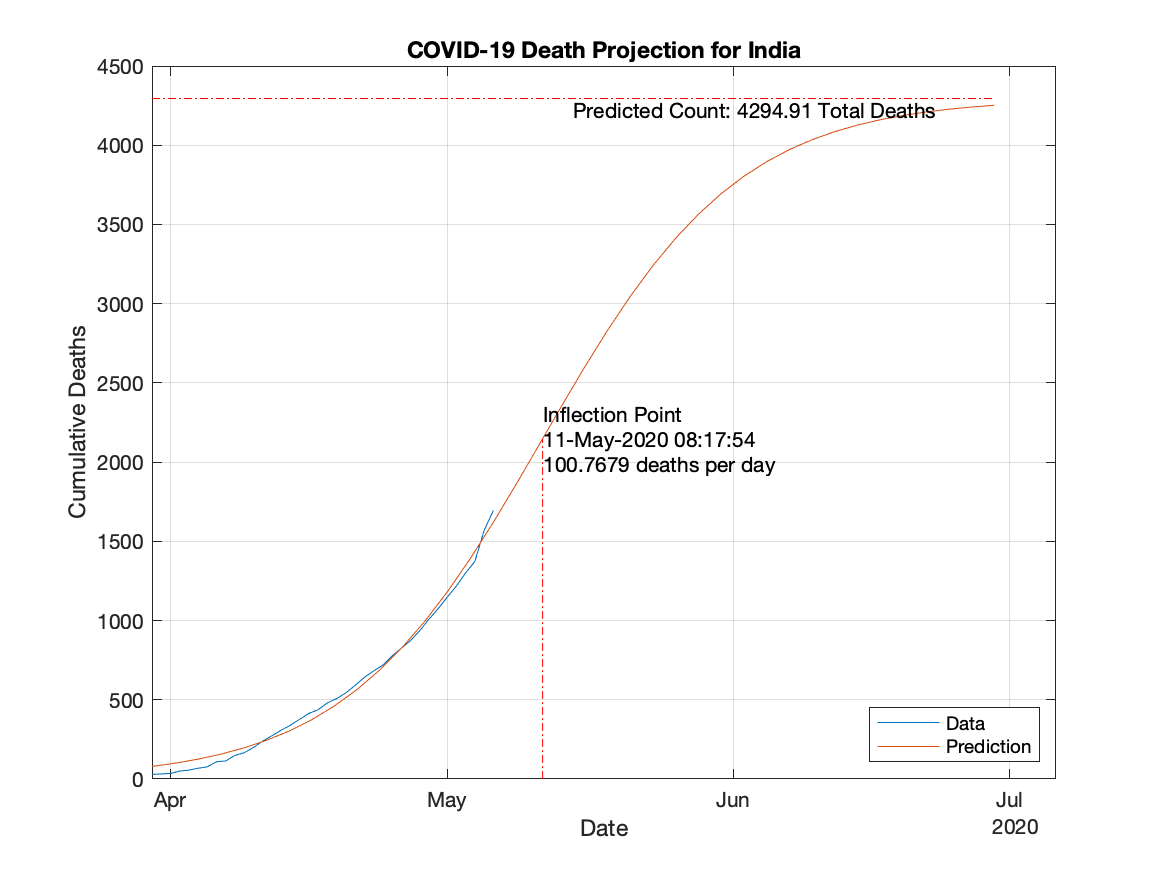 COVID-19 Death Projection for India
4500
4000
3500
3000
2500
2000
1500
1000
500
0
Cumulative Deaths
Predicted Count: 4294.91 Total Deaths
Inflection Point
11-May-2020 08:17:54
100.7679 deaths per day
Data
Prediction
Apr
May
Jun
Jul
2020
Date